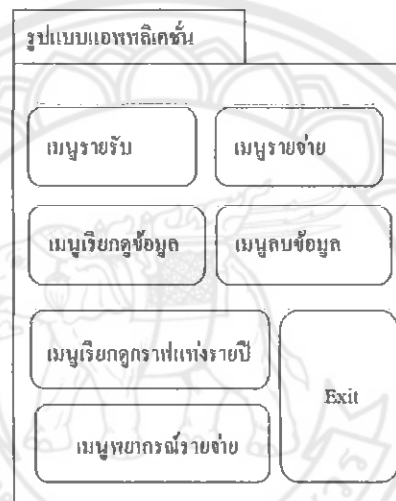 รูปแบบแอพพลิเคชั่น
เมนูรายรับ
เมนูรายจ่าย
เมนูเรียกดูข้อมูล
เมนูลบข้อมูล
เมนูเรียกดูกราฟแท่งรายปี
Exit
เมนูพยากรณ์รายจ่าย